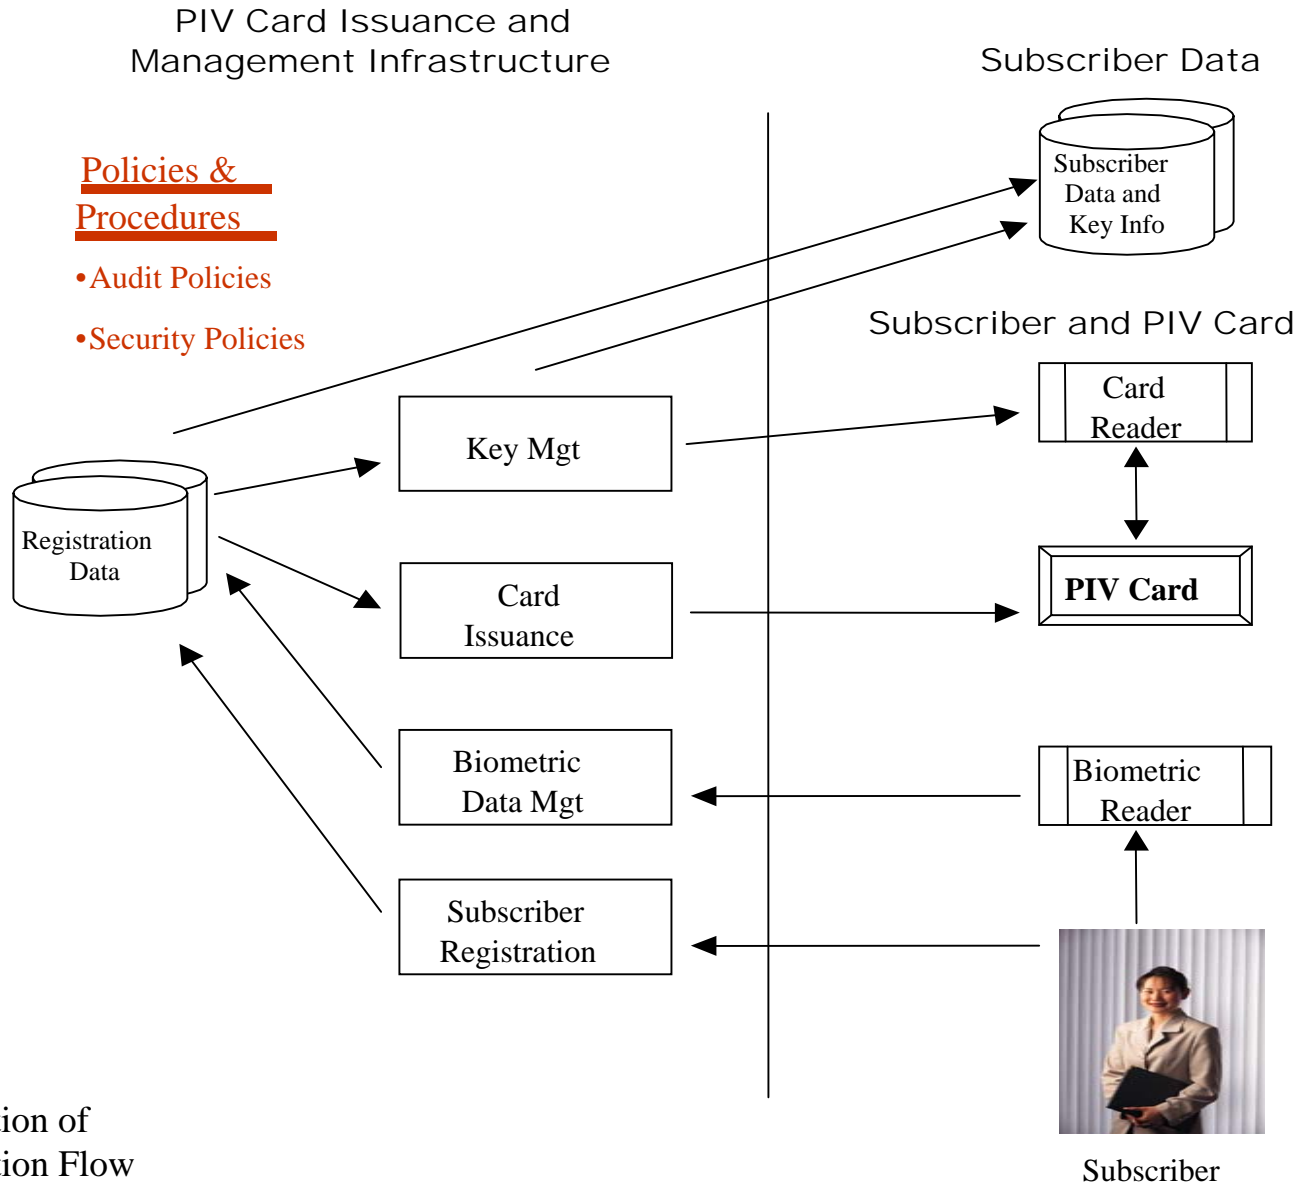 PIV Card Issuance and
Management Infrastructure
Subscriber Data
Policies &
Procedures
•Audit Policies
•Security Policies
Subscriber
Data and
Key Info
Subscriber and PIV Card
Card
Reader
Key Mgt
Registration
Data
Card
Issuance
PIV Card
Biometric
Data Mgt
Biometric
Reader
Subscriber
Registration
tion of
tion Flow
Subscriber